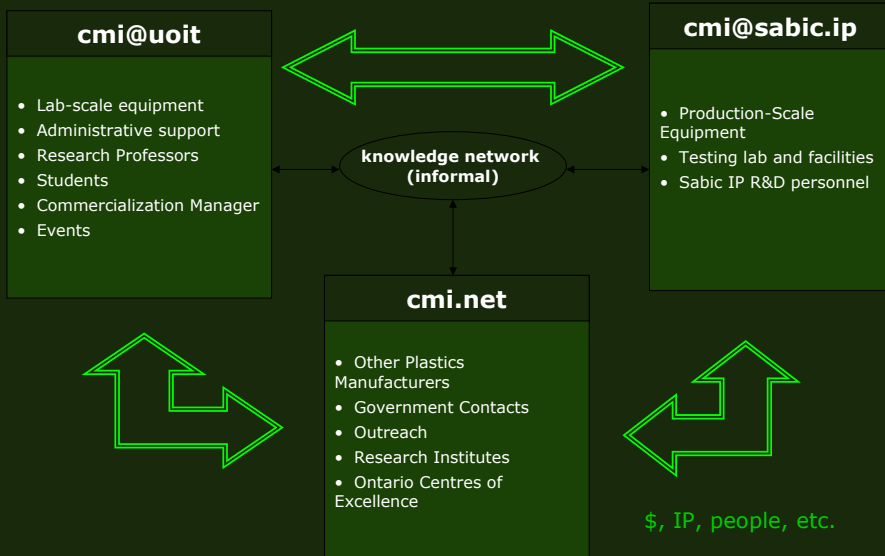 cmi@uoit
• Lab-scale equipment
• Administrative support
• Research Professors
• Students
• Commercialization Manager
• Events
cmi@sabic.ip
• Production-Scale
Equipment
• Testing lab and facilities
• Sabic IP R&D personnel
knowledge network
(informal)
cmi.net
• Other Plastics
Manufacturers
• Government Contacts
• Outreach
• Research Institutes
• Ontario Centres of
Excellence
$, IP, people, etc.